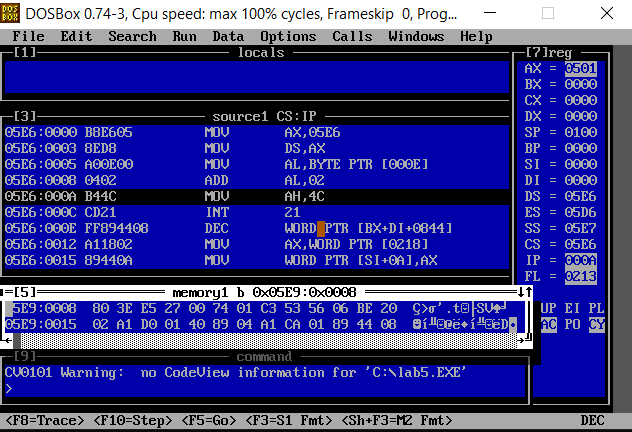 DOSBox 0.74-3, Cpu speed: max 100% cycles, Frameskip 0, Prog...
File Edit Search Run Data Options Calls Windows Help
[1] locals
[3] source1 CS:IP
05E6:0000 B8E605 MOV AX,05E6
05E6:0003 8ED8 MOV DS,AX
05E6:0005 A00E00 MOV AL,BYTE PTR [000E]
05E6:0008 0402 ADD AL,02
05E6:000A B44C MOV AH,4C
05E6:000C CD21 INT 21
05E6:000E FF894408 DEC WORD PTR [BX+DI+0844]
05E6:0012 A11802 MOV AX,WORD PTR [0218]
05E6:0015 89440A MOV WORD PTR [SI+0A],AX
[5] memory1 b 0x05E9:0x0008
05E9:0008 80 3E E5 27 00 74 01 C3 53 56 06 BE 20
05E9:0015 02 A1 D0 01 40 89 04 A1 CA 01 89 44 08
[9] command
CV0101 Warning: no CodeView information for 'C:\lab5.EXE'
>
[7]reg
AX = 0501
BX = 0000
CX = 0000
DX = 0000
SP = 0100
BP = 0000
SI = 0000
DI = 0000
DS = 05E6
ES = 05D6
SS = 05E7
CS = 05E6
IP = 000A
FL = 0213
UP EI PL
AC PO CY
<F8=Trace> <F10=Step> <F5=Go> <F3=S1 Fmt> <Sh+F3=M2 Fmt> DEC